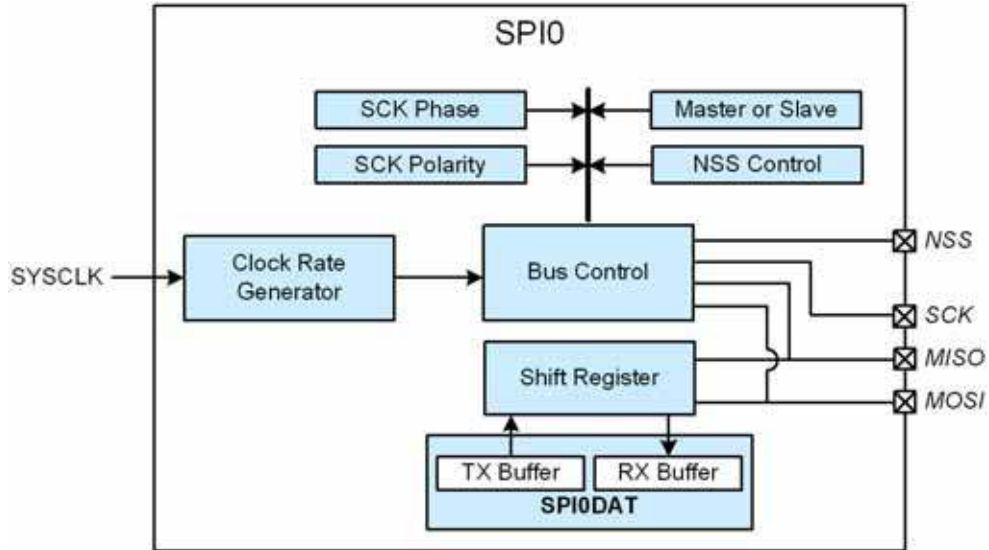 SPI0
SCK Phase
Master or Slave
SCK Polarity
NSS Control
SYSCLK
Clock Rate
Generator
Bus Control
NSS
SCK
MISO
MOSI
Shift Register
TX Buffer
RX Buffer
SPI0DAT